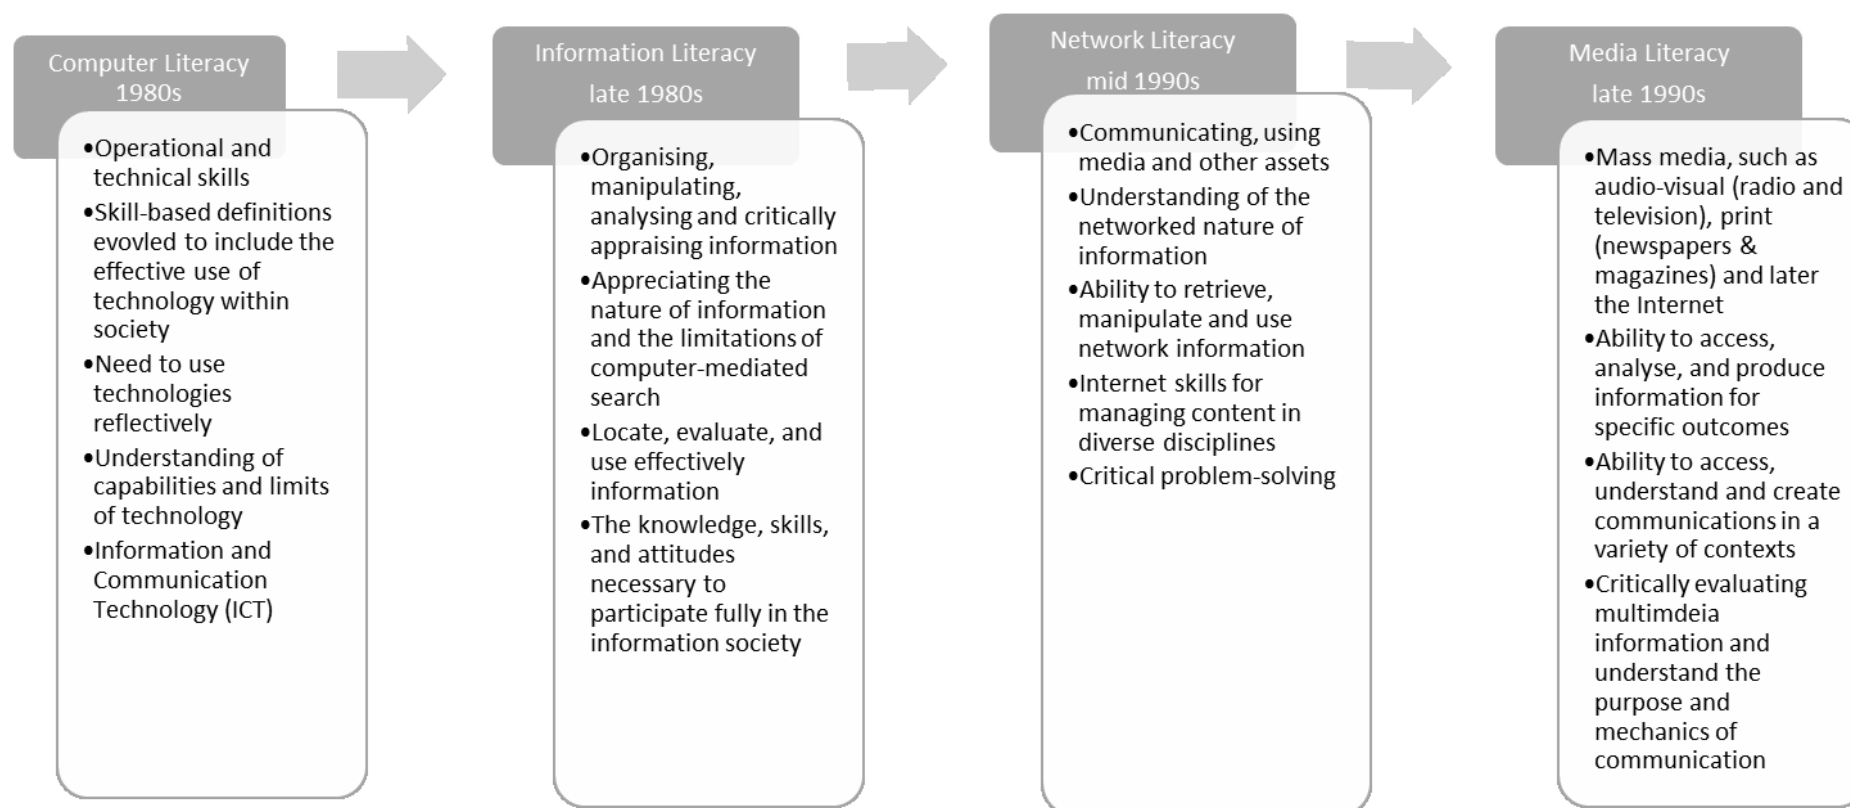 Computer Literacy
1980s
•Operational and
technical skills
•Skill-based definitions
evovled to include the
effective use of
technology within
society
•Need to use
technologies
reflectively
•Understanding of
capabilities and limits
of technology
•Information and
Communication
Technology (ICT)
Information Literacy
late 1980s
•Organising,
manipulating,
analysing and critically
appraising information
•Appreciating the
nature of information
and the limitations of
computer-mediated
search
•Locate, evaluate, and
use effectively
information
•The knowledge, skills,
and attitudes
necessary to
participate fully in the
information society
Network Literacy
mid 1990s
•Communicating, using
media and other assets
•Understanding of the
networked nature of
information
•Ability to retrieve,
manipulate and use
network information
•Internet skills for
managing content in
diverse disciplines
•Critical problem-solving
Media Literacy
late 1990s
•Mass media, such as
audio-visual (radio and
television), print
(newspapers &
magazines) and later
the Internet
•Ability to access,
analyse, and produce
information for
specific outcomes
•Ability to access,
understand and create
communications in a
variety of contexts
•Critically evaluating
multimdeia
information and
understand the
purpose and
mechanics of
communication